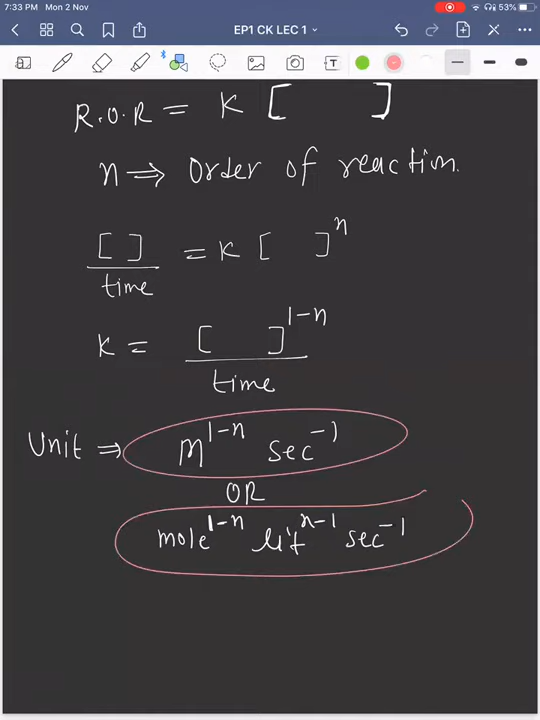 7:33 PM Mon 2 Nov 53%
EP1 CK LEC 1
R.O.R = K [ ]
n ⇒ Order of reaction.
[ ] / time = K [ ]^n
K = [ ]^1-n / time
Unit ⇒ M^1-n sec^-1
OR
mole^1-n lit^n-1 sec^-1